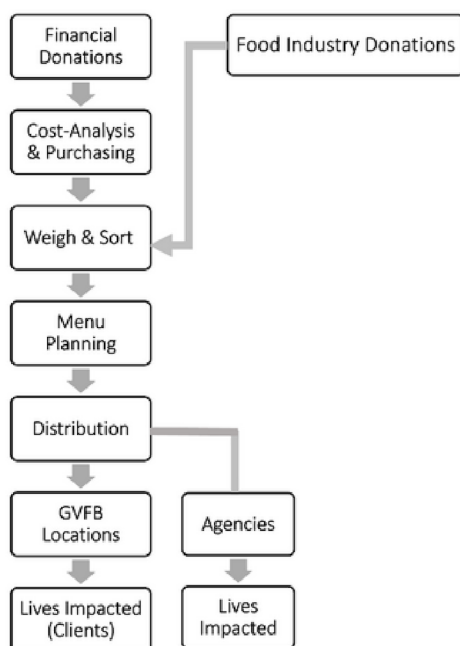 Financial
Donations
Food Industry Donations
Cost-Analysis
& Purchasing
Weigh & Sort
Menu
Planning
Distribution
GVFB
Locations
Agencies
Lives Impacted
(Clients)
Lives
Impacted